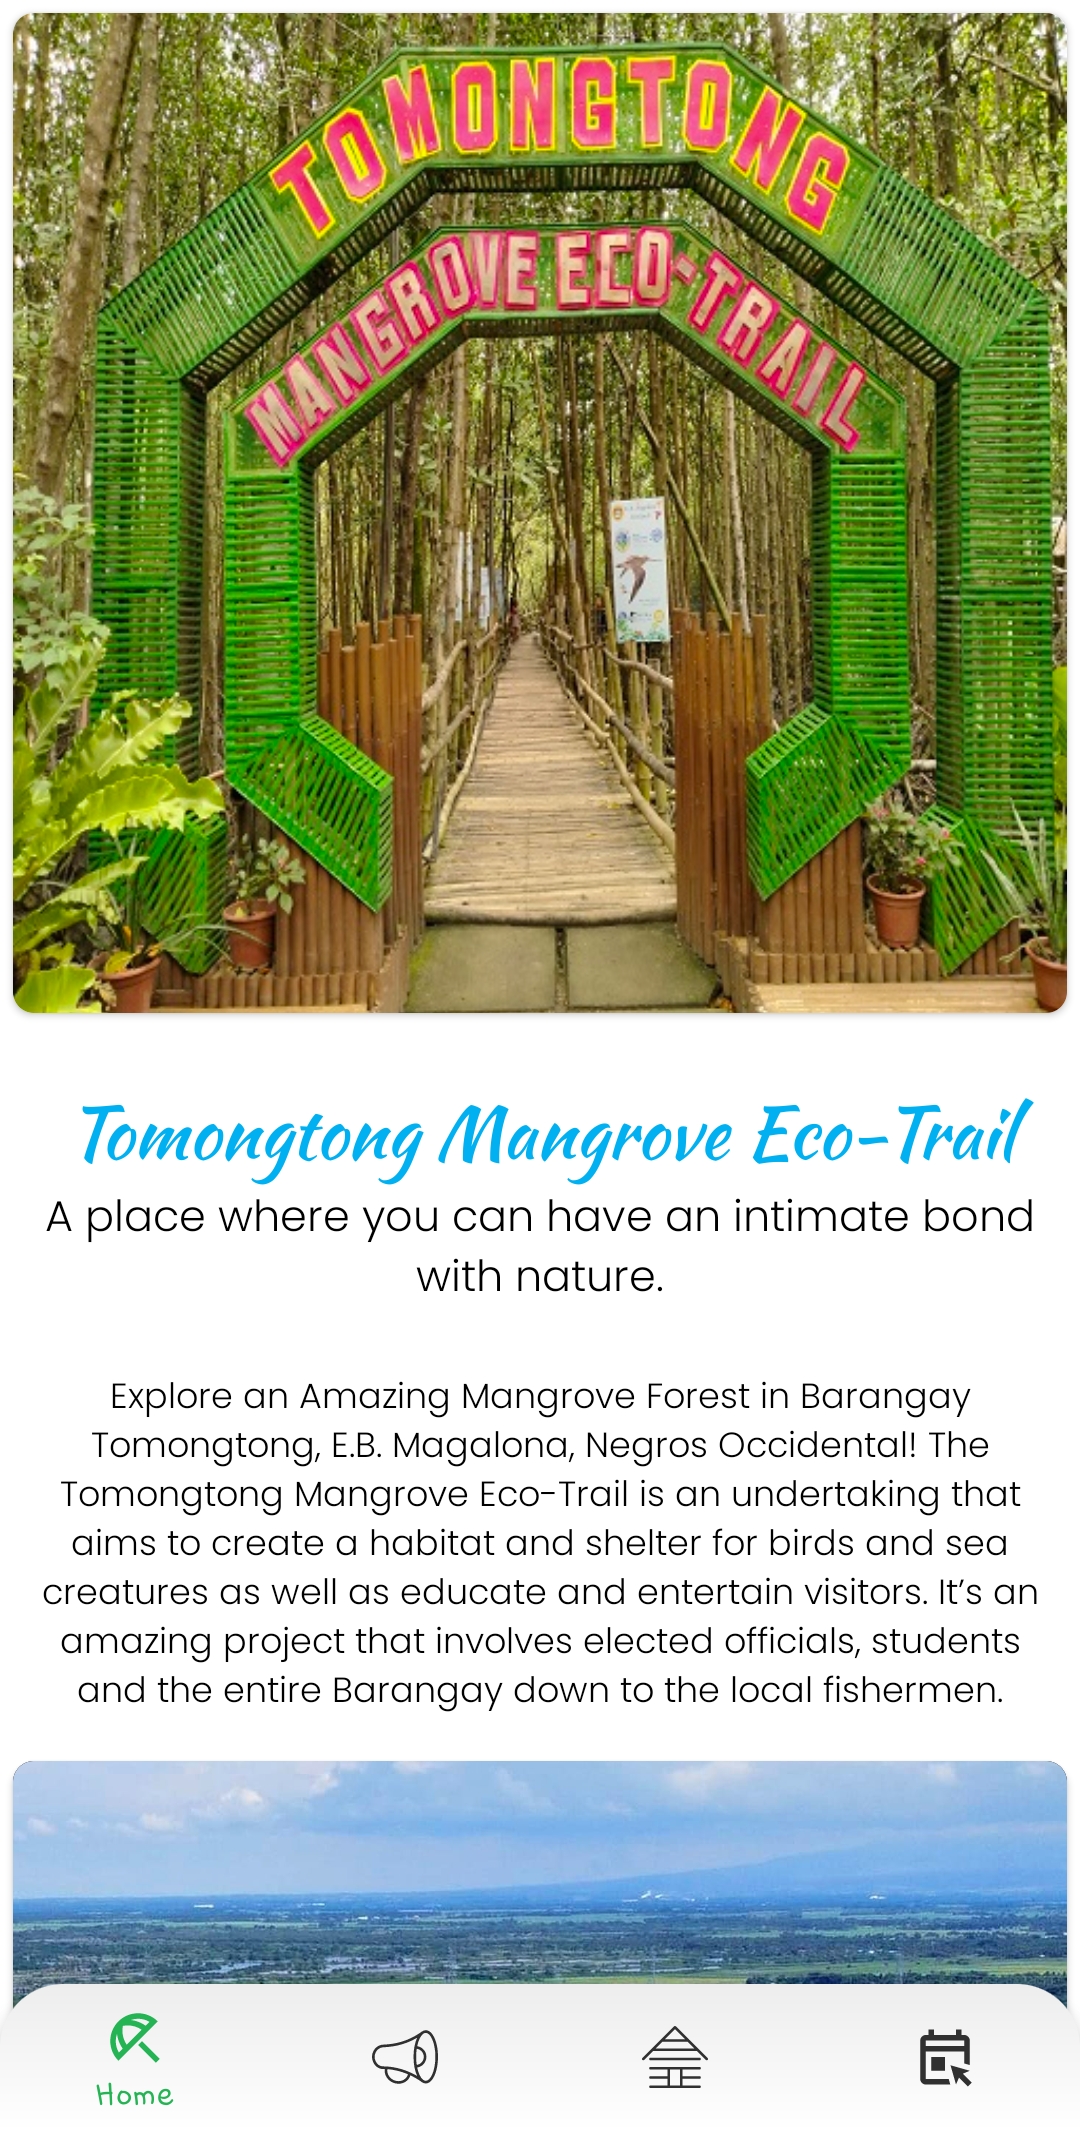 TOMONGTONG
MANGROVE ECO-TRAIL
Tomongtong Mangrove Eco-Trail
A place where you can have an intimate bond
with nature.
Explore an Amazing Mangrove Forest in Barangay
Tomongtong, E.B. Magalona, Negros Occidental! The
Tomongtong Mangrove Eco-Trail is an undertaking that
aims to create a habitat and shelter for birds and sea
creatures as well as educate and entertain visitors. It’s an
amazing project that involves elected officials, students
and the entire Barangay down to the local fishermen.
Home